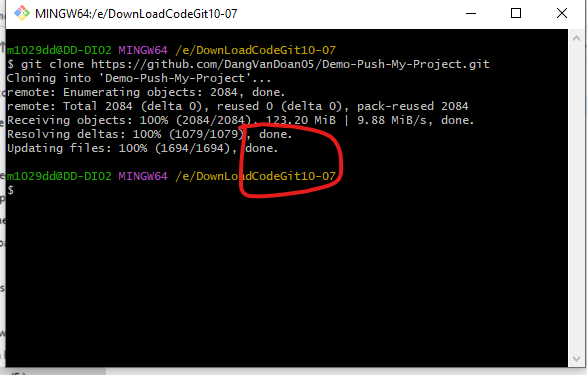 MINGW64:/e/DownLoadCodeGit10-07
m1029dd@DD-DI02 MINGW64 /e/DownLoadCodeGit10-07
$ git clone https://github.com/DangVanDoan05/Demo-Push-My-Project.git
Cloning into 'Demo-Push-My-Project'...
remote: Enumerating objects: 2084, done.
remote: Total 2084 (delta 0), reused 0 (delta 0), pack-reused 2084
Receiving objects: 100% (2084/2084), 123.20 MiB | 9.88 MiB/s, done.
Resolving deltas: 100% (1079/1079), done.
Updating files: 100% (1694/1694), done.
m1029dd@DD-DI02 MINGW64 /e/DownLoadCodeGit10-07
$